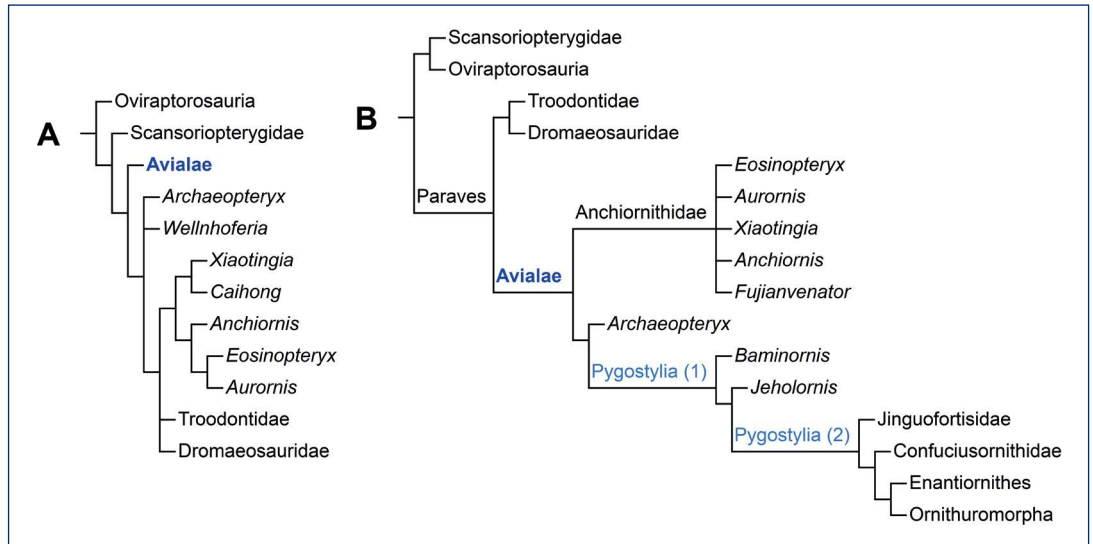 A
Oviraptorosauria
Scansoriopterygidae
Avialae
Archaeopteryx
Wellnhoferia
Xiaotingia
Caihong
Anchiornis
Eosinopteryx
Aurornis
Troodontidae
Dromaeosauridae
B
Scansoriopterygidae
Oviraptorosauria
Troodontidae
Dromaeosauridae
Paraves
Eosinopteryx
Aurornis
Anchiornithidae
Xiaotingia
Anchiornis
Avialae
Fujianvenator
Archaeopteryx
Baminornis
Pygostylia (1)
Jeholornis
Jinguofortisidae
Pygostylia (2)
Confuciusornithidae
Enantiornithes
Ornithuromorpha